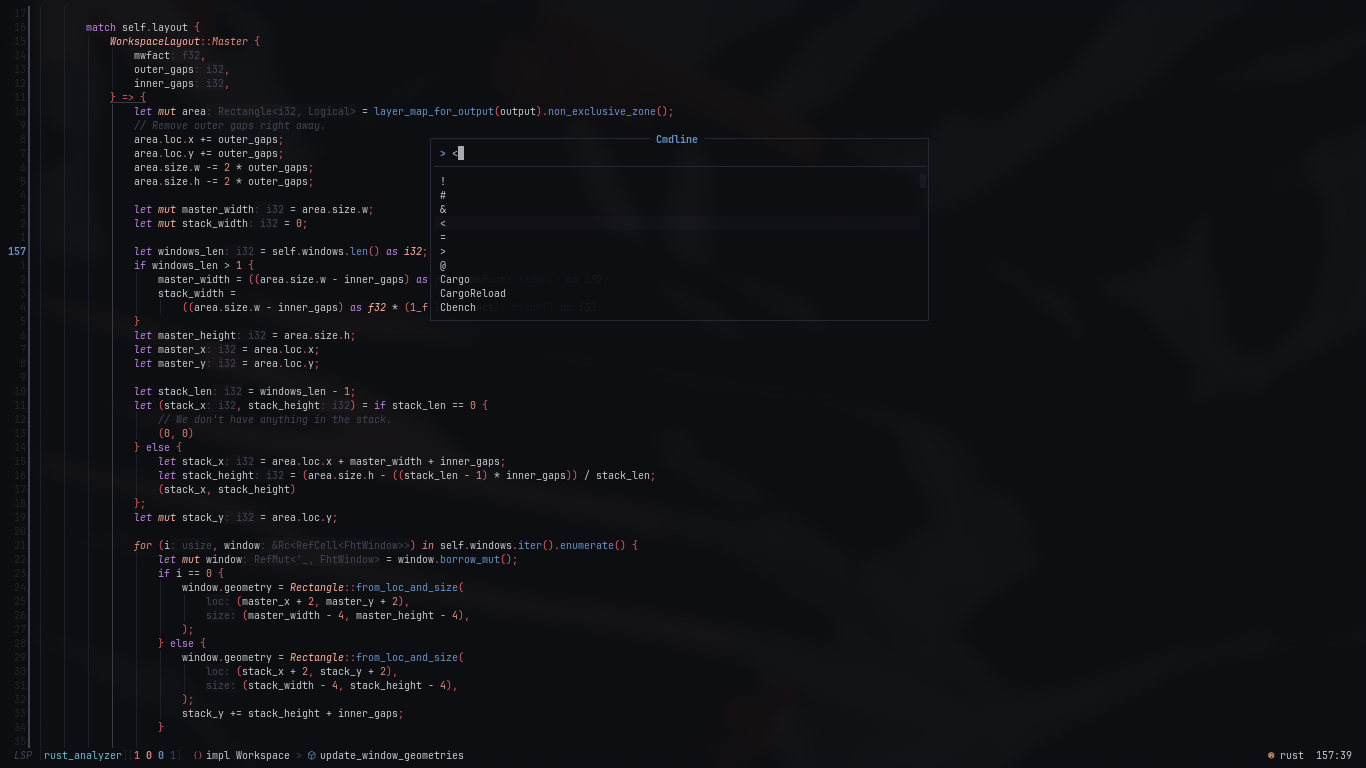 17
16 match self.layout {
15 WorkspaceLayout::Master {
14 mwfact: f32,
13 outer_gaps: i32,
12 inner_gaps: i32,
11 } => {
10 let mut area: Rectangle<i32, Logical> = layer_map_for_output(output).non_exclusive_zone();
9 // Remove outer gaps right away.
8 area.loc.x += outer_gaps;
7 area.loc.y += outer_gaps;
6 area.size.w -= 2 * outer_gaps;
5 area.size.h -= 2 * outer_gaps;
4
3 let mut master_width: i32 = area.size.w;
2 let mut stack_width: i32 = 0;
1
157 let windows_len: i32 = self.windows.len() as i32;
1 if windows_len > 1 {
2 master_width = ((area.size.w - inner_gaps) as
3 stack_width =
4 ((area.size.w - inner_gaps) as f32 * (1_f
5 }
6 let master_height: i32 = area.size.h;
7 let master_x: i32 = area.loc.x;
8 let master_y: i32 = area.loc.y;
9
10 let stack_len: i32 = windows_len - 1;
11 let (stack_x: i32, stack_height: i32) = if stack_len == 0 {
12 // We don't have anything in the stack.
13 (0, 0)
14 } else {
15 let stack_x: i32 = area.loc.x + master_width + inner_gaps;
16 let stack_height: i32 = (area.size.h - ((stack_len - 1) * inner_gaps)) / stack_len;
17 (stack_x, stack_height)
18 };
19 let mut stack_y: i32 = area.loc.y;
20
21 for (i: usize, window: &Rc<RefCell<FhtWindow>>) in self.windows.iter().enumerate() {
22 let mut window: RefMut<'_, FhtWindow> = window.borrow_mut();
23 if i == 0 {
24 window.geometry = Rectangle::from_loc_and_size(
25 loc: (master_x + 2, master_y + 2),
26 size: (master_width - 4, master_height - 4),
27 );
28 } else {
29 window.geometry = Rectangle::from_loc_and_size(
30 loc: (stack_x + 2, stack_y + 2),
31 size: (stack_width - 4, stack_height - 4),
32 );
33 stack_y += stack_height + inner_gaps;
34 }
35
Cmdline
> <
!
#
&
<
=
>
@
Cargo
CargoReload
Cbench
LSP [rust_analyzer][1 0 0 1] {} impl Workspace > update_window_geometries
rust 157:39